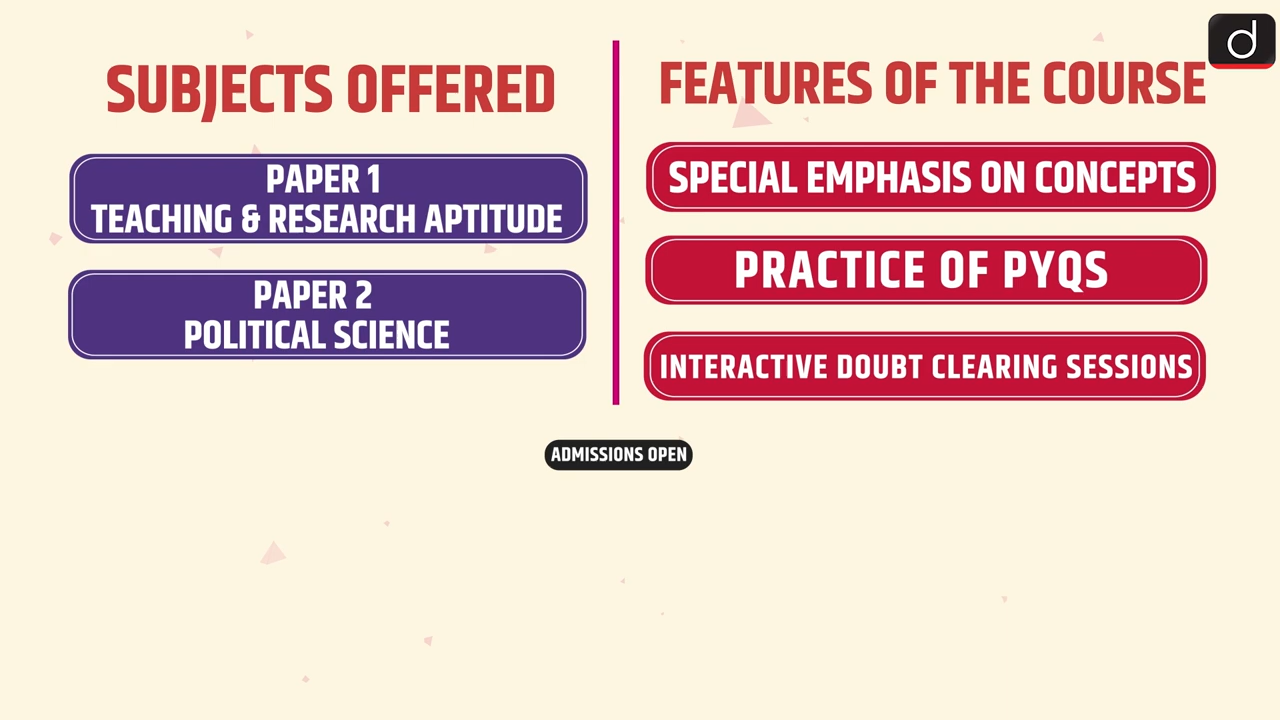 d
SUBJECTS OFFERED
PAPER 1
TEACHING & RESEARCH APTITUDE
PAPER 2
POLITICAL SCIENCE
FEATURES OF THE COURSE
SPECIAL EMPHASIS ON CONCEPTS
PRACTICE OF PYQS
INTERACTIVE DOUBT CLEARING SESSIONS
ADMISSIONS OPEN